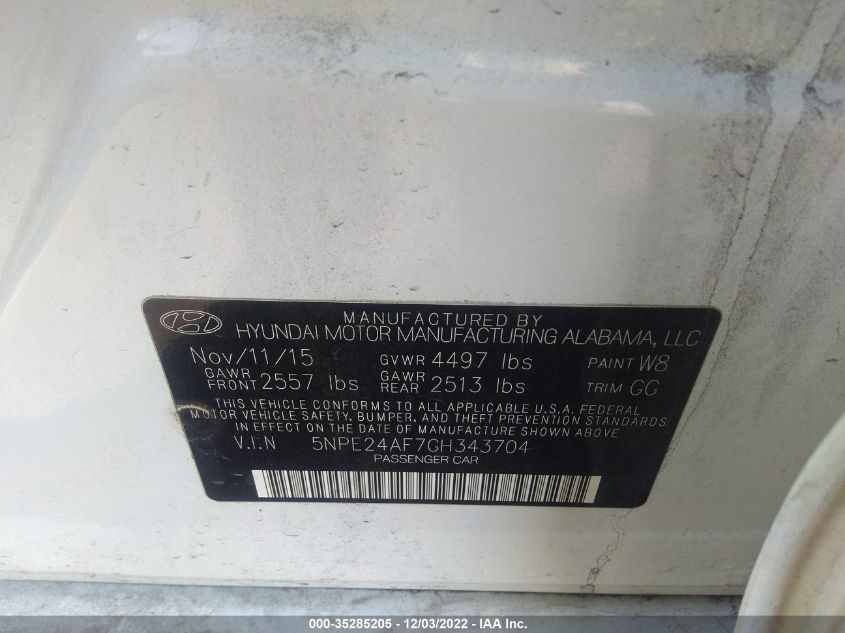 MANUFACTURED BY
HYUNDAI MOTOR MANUFACTURING ALABAMA, LLC
Nov/11/15 GVWR 4497 lbs PAINT W8
GAWR FRONT 2557 lbs GAWR REAR 2513 lbs TRIM GG
THIS VEHICLE CONFORMS TO ALL APPLICABLE U.S.A. FEDERAL
MOTOR VEHICLE SAFETY, BUMPER, AND THEFT PREVENTION STANDARDS
IN EFFECT ON THE DATE OF MANUFACTURE SHOWN ABOVE
V.I.N 5NPE24AF7GH343704
PASSENGER CAR
000-35285205 - 12/03/2022 - © IAA Inc.